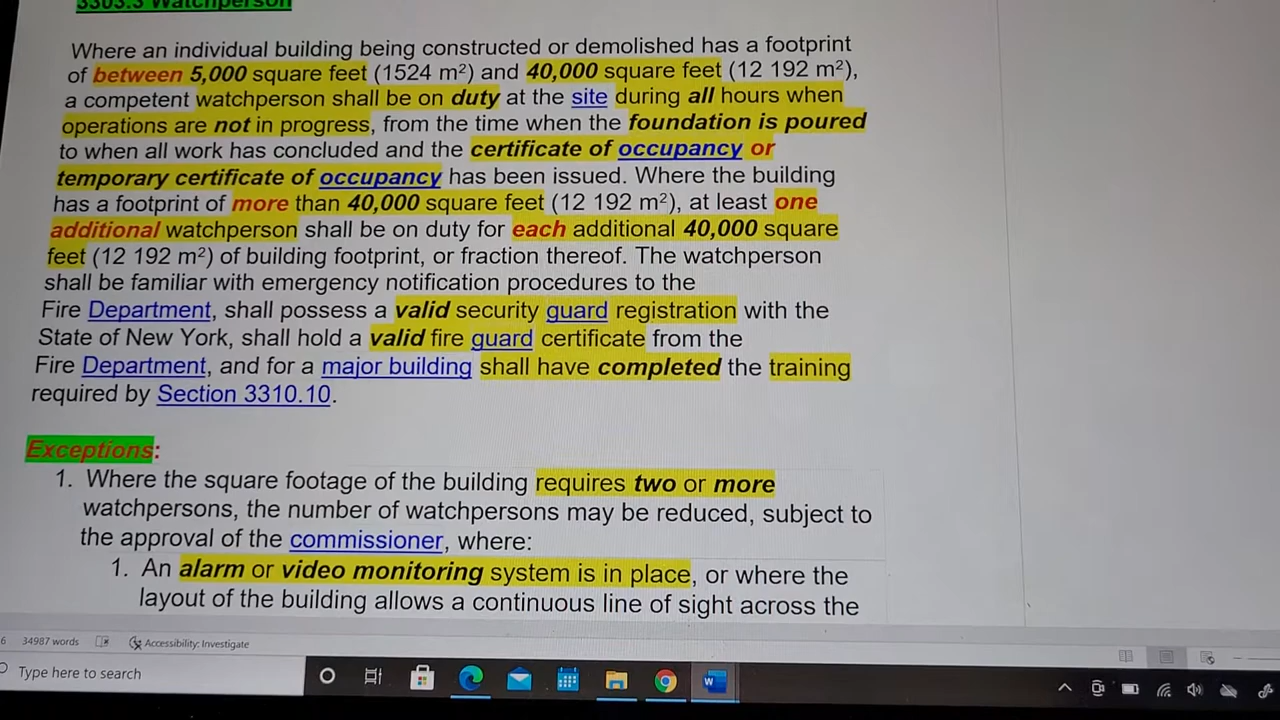 3303.3 Watchperson
Where an individual building being constructed or demolished has a footprint
of between 5,000 square feet (1524 m²) and 40,000 square feet (12 192 m²),
a competent watchperson shall be on duty at the site during all hours when
operations are not in progress, from the time when the foundation is poured
to when all work has concluded and the certificate of occupancy or
temporary certificate of occupancy has been issued. Where the building
has a footprint of more than 40,000 square feet (12 192 m²), at least one
additional watchperson shall be on duty for each additional 40,000 square
feet (12 192 m²) of building footprint, or fraction thereof. The watchperson
shall be familiar with emergency notification procedures to the
Fire Department, shall possess a valid security guard registration with the
State of New York, shall hold a valid fire guard certificate from the
Fire Department, and for a major building shall have completed the training
required by Section 3310.10.
Exceptions:
1. Where the square footage of the building requires two or more
watchpersons, the number of watchpersons may be reduced, subject to
the approval of the commissioner, where:
1. An alarm or video monitoring system is in place, or where the
layout of the building allows a continuous line of sight across the
6 34987 words Accessibility: Investigate
Type here to search